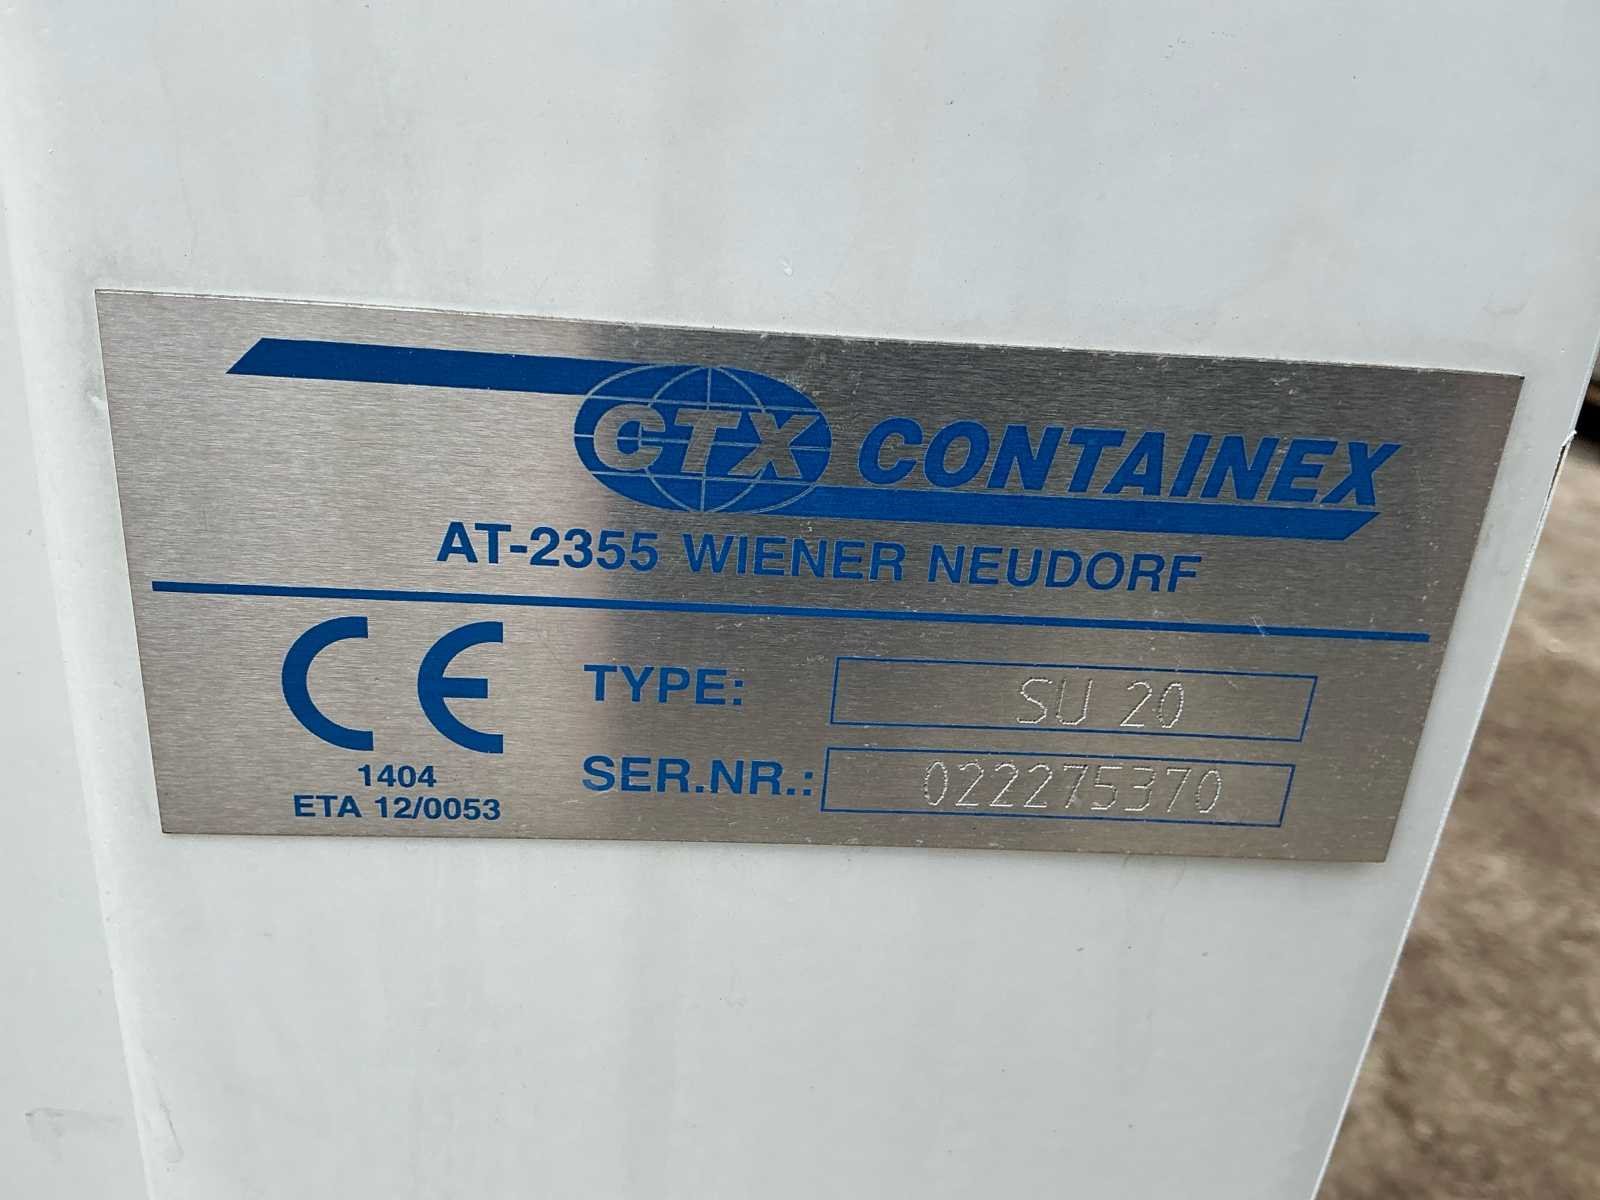 CTX CONTAINEX
AT-2355 WIENER NEUDORF
CE
1404
ETA 12/0053
TYPE: SU 20
SER.NR.: 022275370